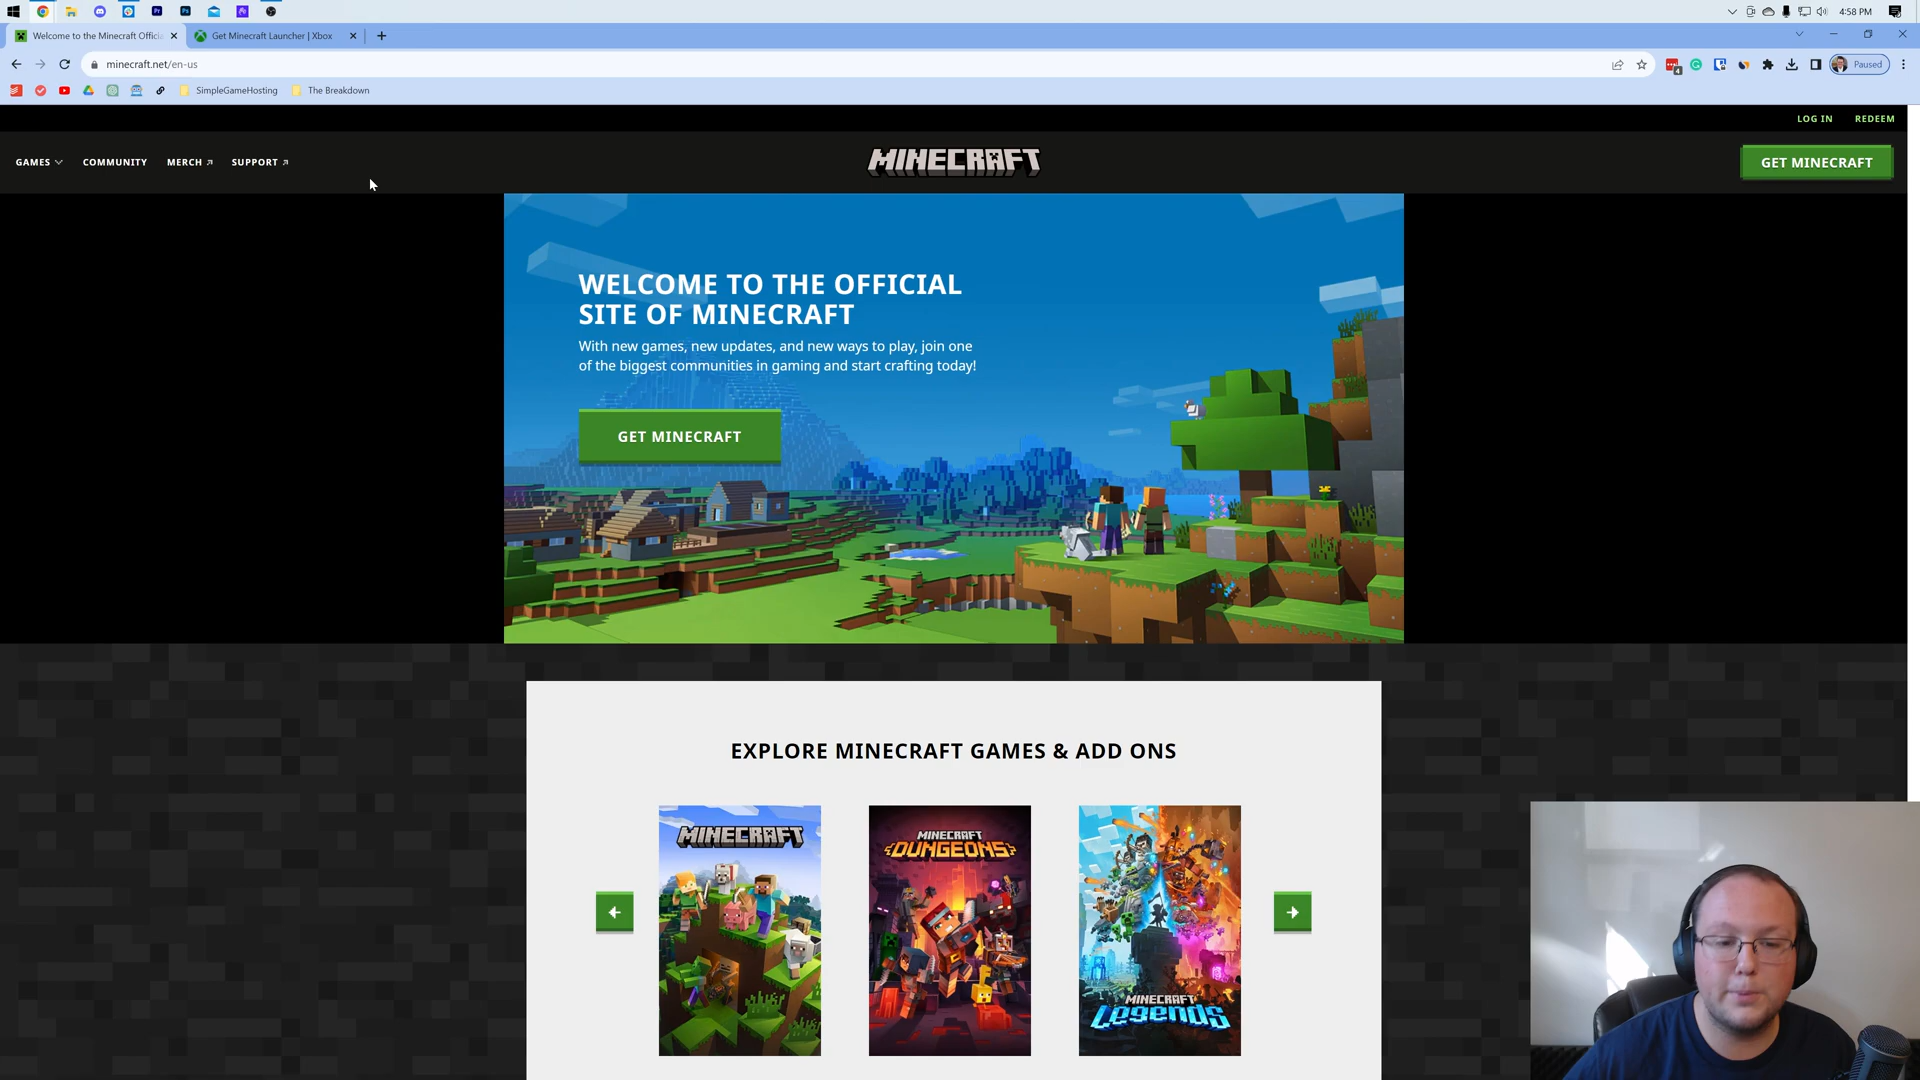 4:58 PM
Welcome to the Minecraft Officia
Get Minecraft Launcher | Xbox
minecraft.net/en-us
4
Paused
SimpleGameHosting
The Breakdown
LOG IN
REDEEM
GAMES
COMMUNITY
MERCH
SUPPORT
MINECRAFT
GET MINECRAFT
WELCOME TO THE OFFICIAL
SITE OF MINECRAFT
With new games, new updates, and new ways to play, join one
of the biggest communities in gaming and start crafting today!
GET MINECRAFT
EXPLORE MINECRAFT GAMES & ADD ONS
MINECRAFT
MINECRAFT
DUNGEONS
MINECRAFT
Legends